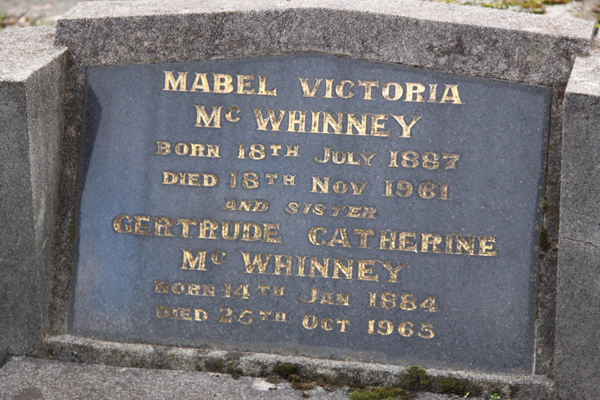 MABEL VICTORIA
Mc WHINNEY
BORN 18TH JULY 1887
DIED 18TH NOV 1961
AND SISTER
GERTRUDE CATHERINE
Mc WHINNEY
BORN 14TH JAN 1884
DIED 25TH OCT 1965